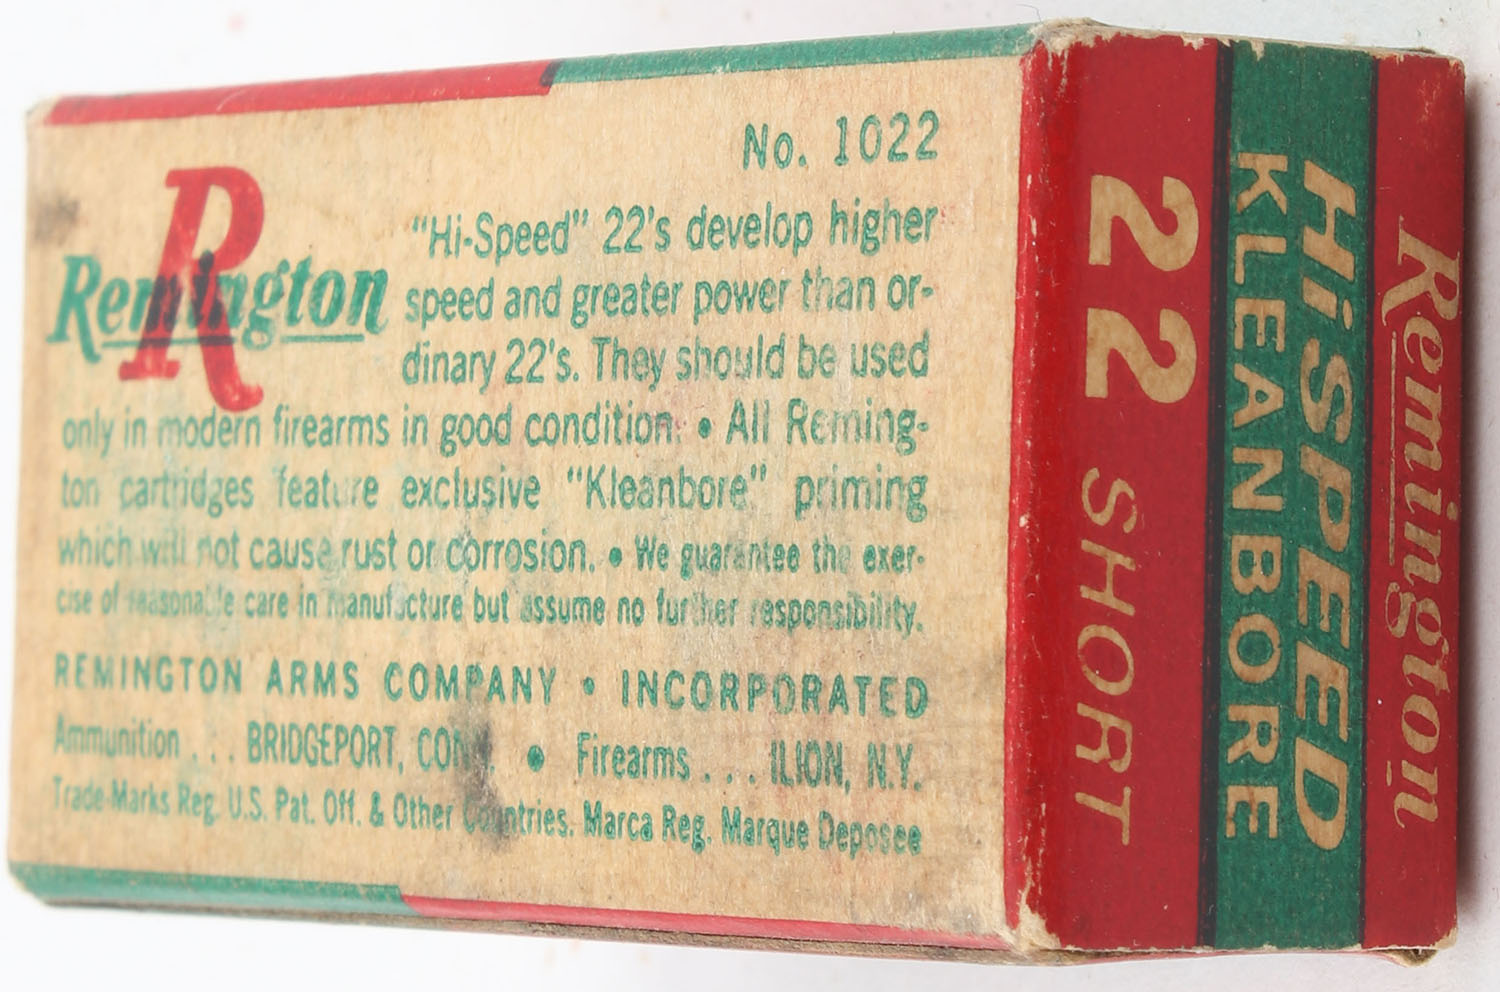 No. 1022
R
Remington
"Hi-Speed" 22's develop higher
speed and greater power than or-
dinary 22's. They should be used
only in modern firearms in good condition. • All Reming-
ton cartridges feature exclusive "Kleanbore" priming
which will not cause rust or corrosion. • We guarantee the exer-
cise of reasonable care in manufacture but assume no further responsibility.
REMINGTON ARMS COMPANY • INCORPORATED
Ammunition . . . BRIDGEPORT, CONN. • Firearms . . . ILION, N.Y.
Trade-Marks Reg. U.S. Pat. Off. & Other Countries. Marca Reg. Marque Deposee
Remington
HiSPEED
KLEANBORE
22 SHORT